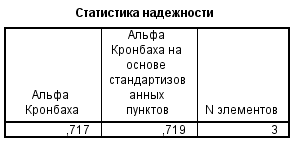 Статистика надежности
Альфа
Кронбаха
Альфа
Кронбаха на
основе
стандартизов
анных
пунктов
N элементов
,717
,719
3